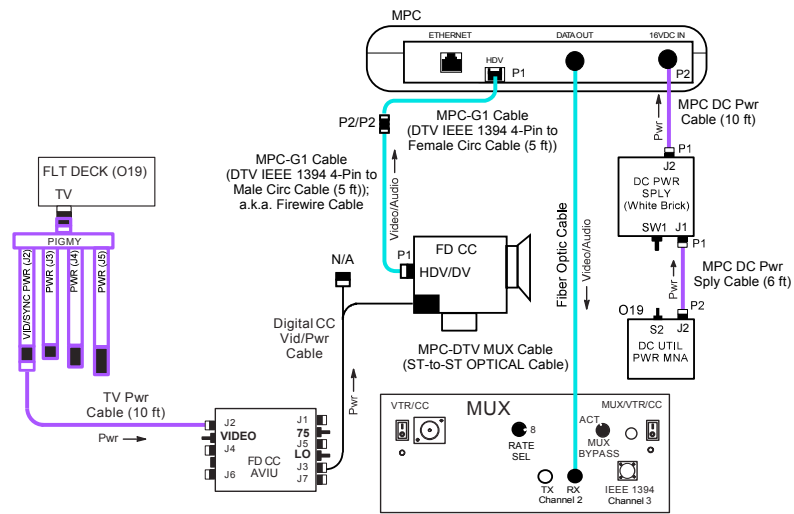 MPC
ETHERNET
DATA OUT
16VDC IN
HDV
P1
P2
P2/P2
MPC-G1 Cable
(DTV IEEE 1394 4-Pin to
Female Circ Cable (5 ft))
MPC DC Pwr
Cable (10 ft)
Pwr
MPC-G1 Cable
(DTV IEEE 1394 4-Pin to
Male Circ Cable (5 ft));
a.k.a. Firewire Cable
Video/Audio
P1
J2
DC PWR
SPLY
(White Brick)
SW1
J1
P1
FLT DECK (O19)
TV
PIGMY
VID/SYNC PWR (J2)
PWR (J3)
PWR (J4)
PWR (J5)
N/A
P1
FD CC
HDV/DV
Fiber Optic Cable
Video/Audio
Pwr
MPC DC Pwr
Sply Cable (6 ft)
O19
P2
S2
J2
DC UTIL
PWR MNA
Digital CC
Vid/Pwr
Cable
MPC-DTV MUX Cable
(ST-to-ST OPTICAL Cable)
TV Pwr
Cable (10 ft)
Pwr
Pwr
J2
VIDEO
J4
J6
J1
75
J5
LO
J3
J7
FD CC
AVIU
VTR/CC
MUX
8
RATE
SEL
ACT
MUX
BYPASS
MUX/VTR/CC
TX
RX
Channel 2
IEEE 1394
Channel 3